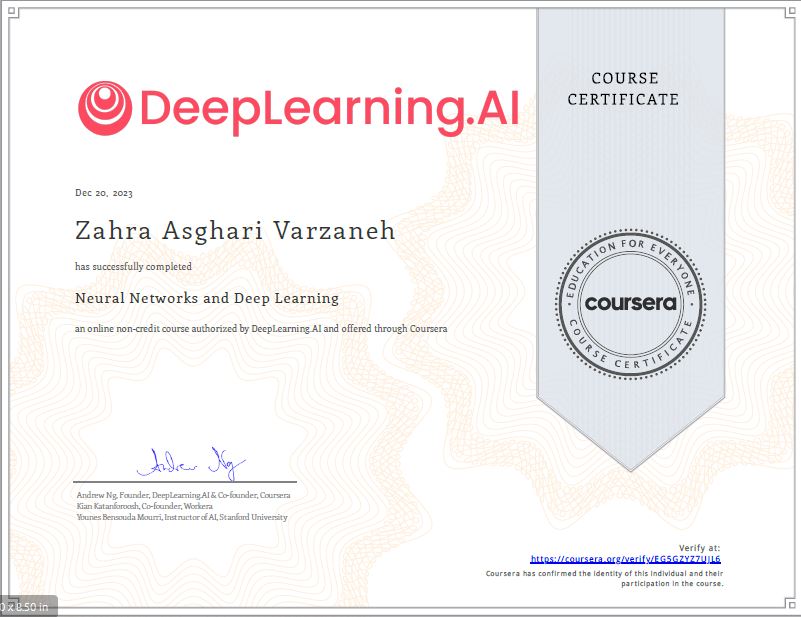 DeepLearning.AI
COURSE
CERTIFICATE
Dec 20, 2023
Zahra Asghari Varzaneh
has successfully completed
Neural Networks and Deep Learning
an online non-credit course authorized by DeepLearning.AI and offered through Coursera
EDUCATION FOR EVERYONE
coursera
COURSE CERTIFICATE
Andrew Ng
Andrew Ng, Founder, DeepLearning.AI & Co-founder, Coursera
Kian Katanforoosh, Co-founder, Workera
Younes Bensouda Mourri, Instructor of AI, Stanford University
Verify at:
https://coursera.org/verify/EG5GZYZ7UJL6
Coursera has confirmed the identity of this individual and their
participation in the course.
0 x 8.50 in